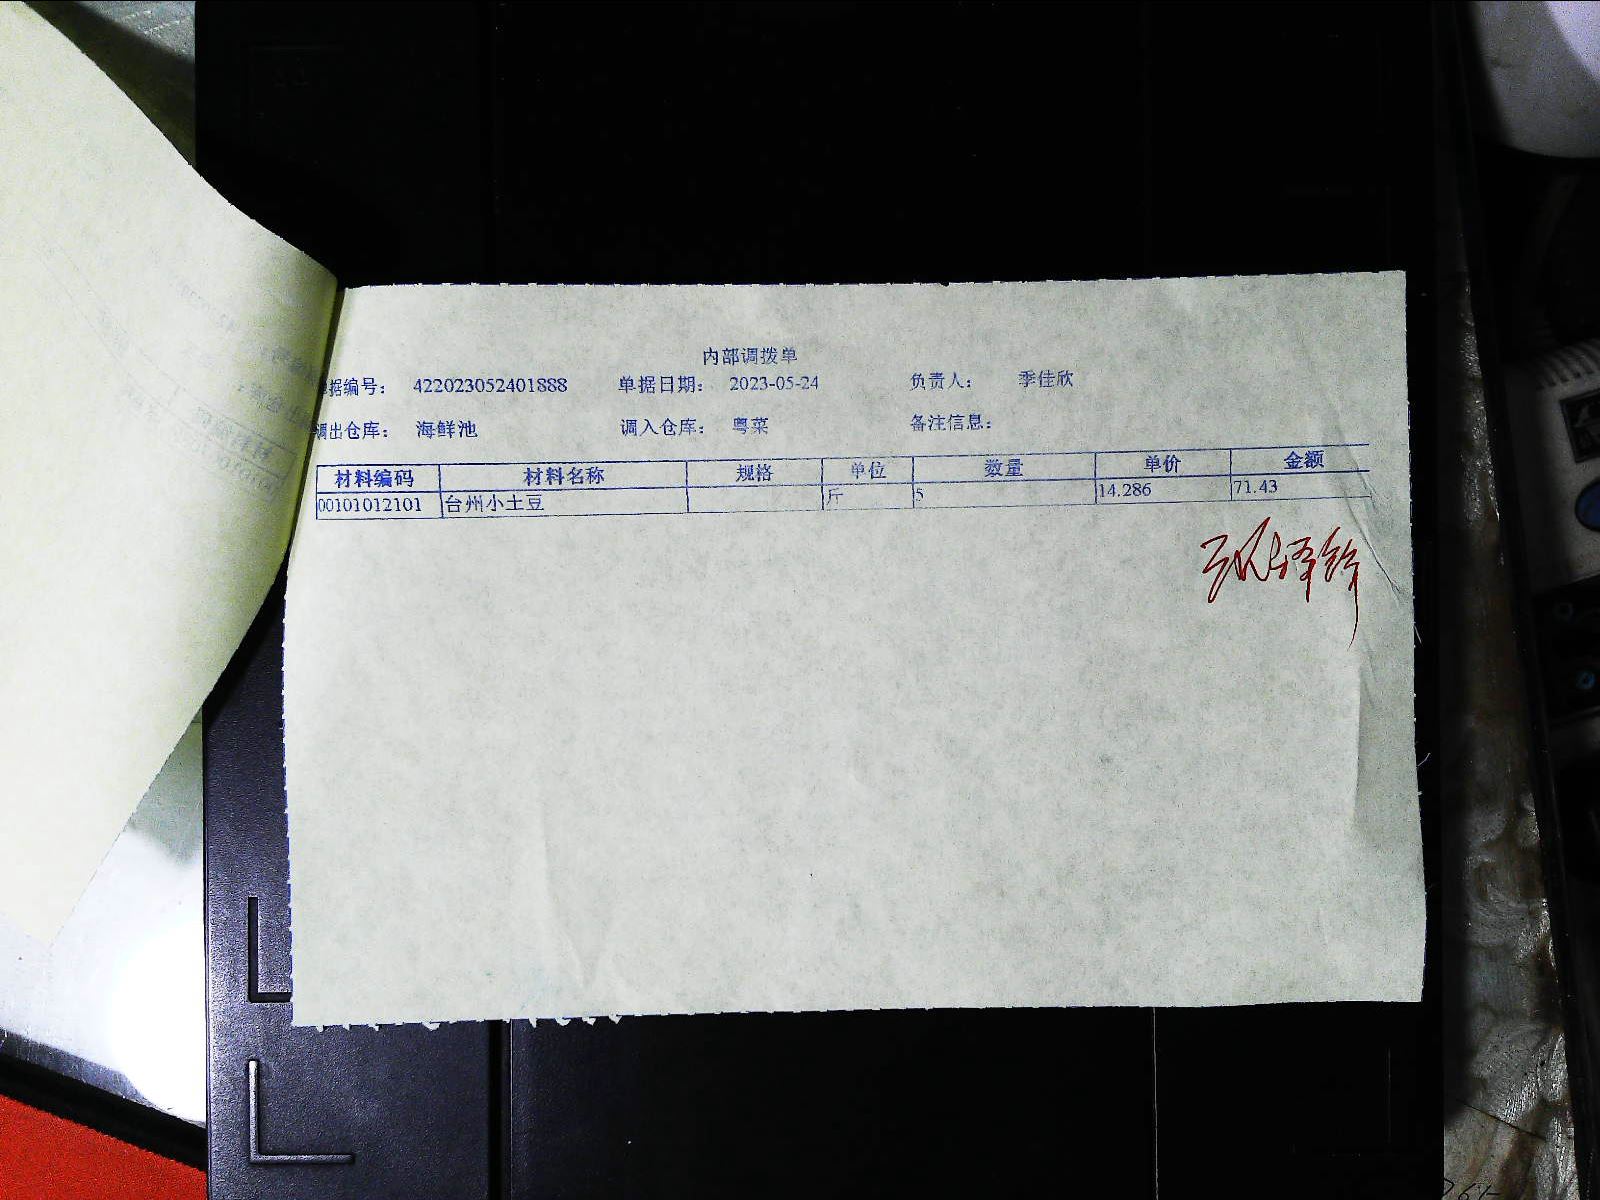 内部调拨单
单据编号： 422023052401888 单据日期： 2023-05-24 负责人： 季佳欣
调出仓库： 海鲜池 调入仓库： 粤菜 备注信息：
材料编码 材料名称 规格 单位 数量 单价 金额
00101012101 台州小土豆 斤 5 14.286 71.43